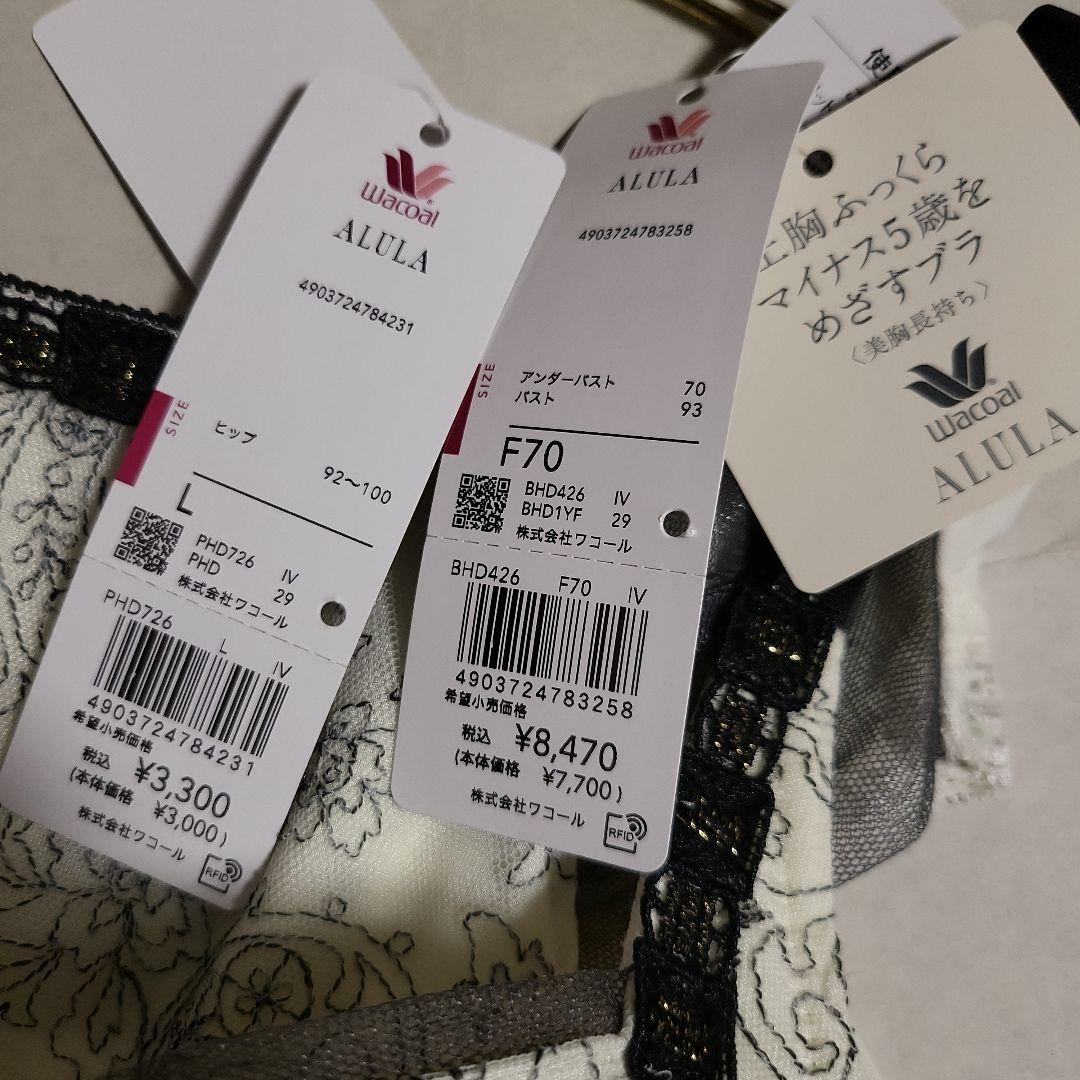 Wacoal
ALULA
4903724784231
SIZE
ヒップ
92～100
L
PHD726 IV
PHD 29
株式会社ワコール
PHD726 L IV
4903724784231
希望小売価格
税込 ¥3,300
(本体価格 ¥3,000)
株式会社ワコール
RFID
Wacoal
ALULA
4903724783258
SIZE
アンダーバスト 70
バスト 93
F70
BHD426 IV
BHD1YF 29
株式会社ワコール
BHD426 F70 IV
4903724783258
希望小売価格
税込 ¥8,470
(本体価格 ¥7,700)
株式会社ワコール
RFID
上胸ふっくら
マイナス5歳を
めざすブラ
〈美胸長持ち〉
Wacoal
ALULA
使